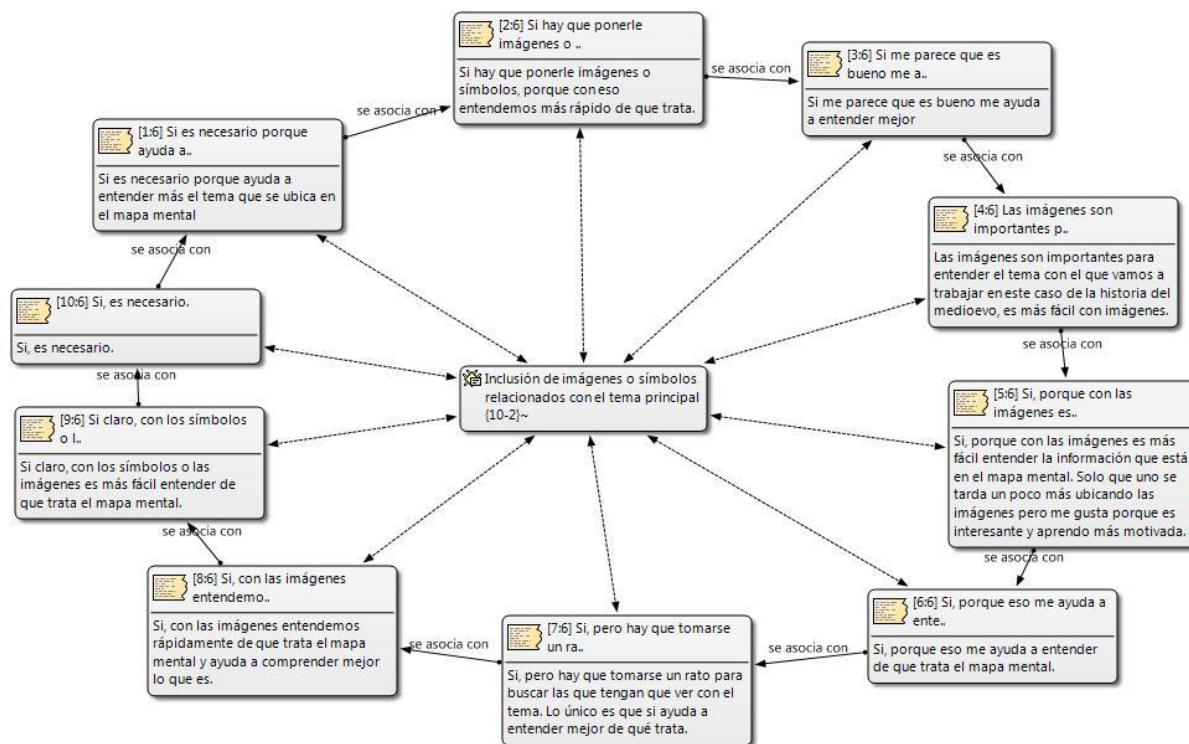 [2:6] Si hay que ponerle
imágenes o ..
Si hay que ponerle imágenes o
símbolos, porque con eso
entendemos más rápido de que trata.
se asocia con
[3:6] Si me parece que es
bueno me a..
Si me parece que es bueno me ayuda
a entender mejor
se asocia con
[4:6] Las imágenes son
importantes p..
Las imágenes son importantes para
entender el tema con el que vamos a
trabajar en este caso de la historia del
medioevo, es más fácil con imágenes.
se asocia con
[5:6] Si, porque con las
imágenes es..
Si, porque con las imágenes es más
fácil entender la información que está
en el mapa mental. Solo que uno se
tarda un poco más ubicando las
imágenes pero me gusta porque es
interesante y aprendo más motivada.
se asocia con
[6:6] Si, porque eso me ayuda a
ente..
Si, porque eso me ayuda a entender
de que trata el mapa mental.
se asocia con
[7:6] Si, pero hay que tomarse
un ra..
Si, pero hay que tomarse un rato para
buscar las que tengan que ver con el
tema. Lo único es que si ayuda a
entender mejor de qué trata.
se asocia con
[8:6] Si, con las imágenes
entendemo..
Si, con las imágenes entendemos
rápidamente de que trata el mapa
mental y ayuda a comprender mejor
lo que es.
se asocia con
[9:6] Si claro, con los símbolos
o l..
Si claro, con los símbolos o las
imágenes es más fácil entender de
que trata el mapa mental.
se asocia con
[10:6] Si, es necesario.
Si, es necesario.
se asocia con
[1:6] Si es necesario porque
ayuda a..
Si es necesario porque ayuda a
entender más el tema que se ubica en
el mapa mental
se asocia con
Inclusión de imágenes o símbolos
relacionados con el tema principal
{10-2}~